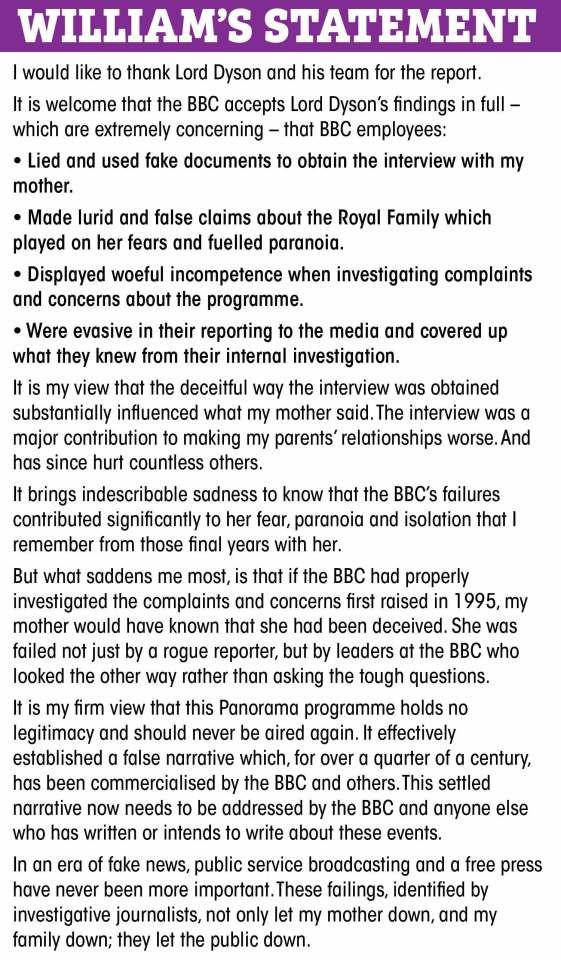 WILLIAM'S STATEMENT
I would like to thank Lord Dyson and his team for the report.
It is welcome that the BBC accepts Lord Dyson's findings in full –
which are extremely concerning – that BBC employees:
• Lied and used fake documents to obtain the interview with my
mother.
• Made lurid and false claims about the Royal Family which
played on her fears and fuelled paranoia.
• Displayed woeful incompetence when investigating complaints
and concerns about the programme.
• Were evasive in their reporting to the media and covered up
what they knew from their internal investigation.
It is my view that the deceitful way the interview was obtained
substantially influenced what my mother said. The interview was a
major contribution to making my parents' relationships worse. And
has since hurt countless others.
It brings indescribable sadness to know that the BBC's failures
contributed significantly to her fear, paranoia and isolation that I
remember from those final years with her.
But what saddens me most, is that if the BBC had properly
investigated the complaints and concerns first raised in 1995, my
mother would have known that she had been deceived. She was
failed not just by a rogue reporter, but by leaders at the BBC who
looked the other way rather than asking the tough questions.
It is my firm view that this Panorama programme holds no
legitimacy and should never be aired again. It effectively
established a false narrative which, for over a quarter of a century,
has been commercialised by the BBC and others. This settled
narrative now needs to be addressed by the BBC and anyone else
who has written or intends to write about these events.
In an era of fake news, public service broadcasting and a free press
have never been more important. These failings, identified by
investigative journalists, not only let my mother down, and my
family down; they let the public down.